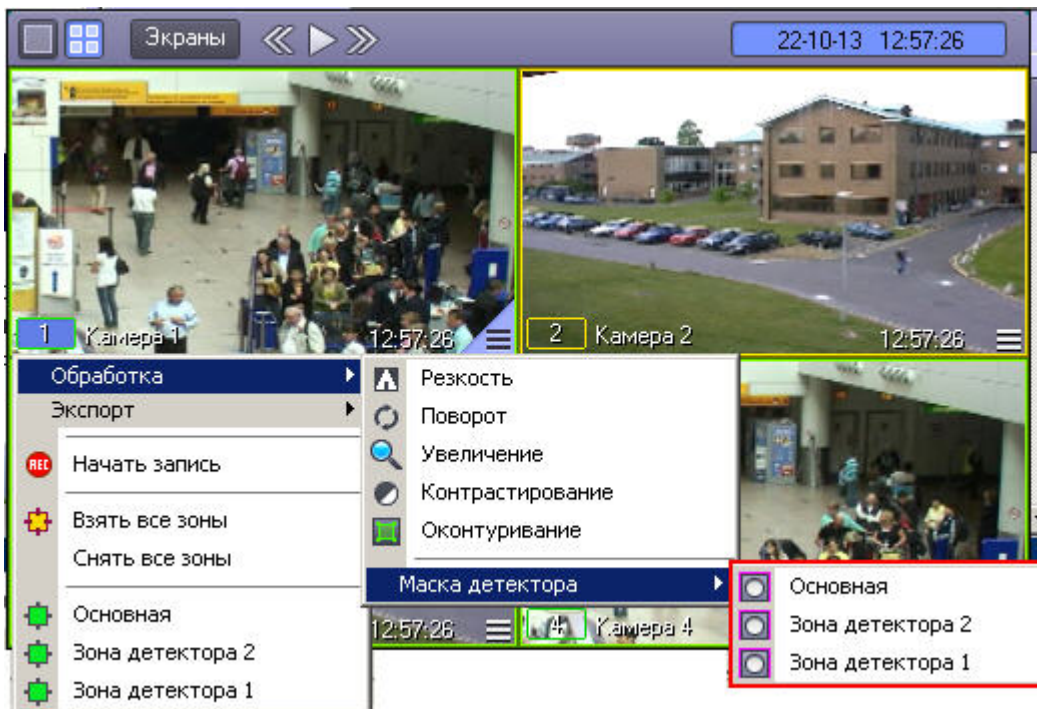 Экраны
22-10-13 12:57:26
1 Камера 1 12:57:26
2 Камера 2 12:57:26
Обработка
Экспорт
REC Начать запись
Взять все зоны
Снять все зоны
Основная
Зона детектора 2
Зона детектора 1
Резкость
Поворот
Увеличение
Контрастирование
Оконтуривание
Маска детектора
Основная
Зона детектора 2
Зона детектора 1
12:57:26
4 Камера 4